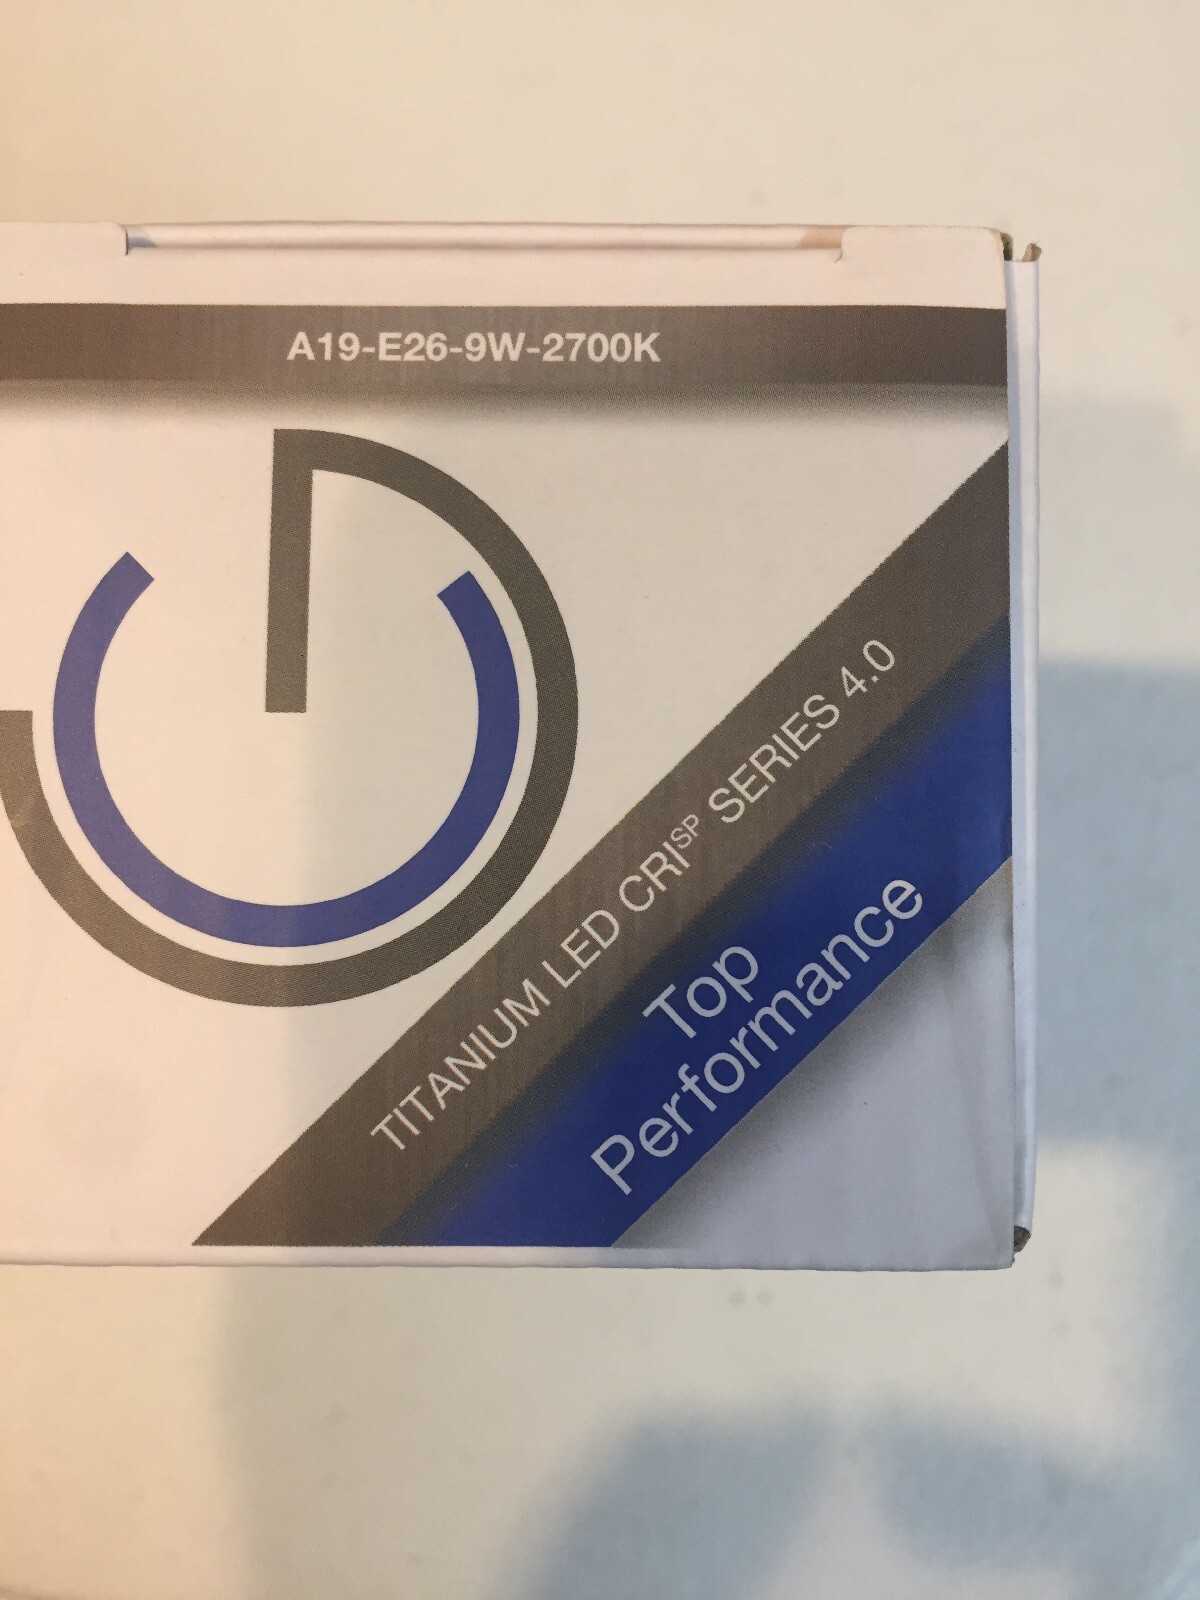 A19-E26-9W-2700K
TITANIUM LED CRISP SERIES 4.0
Top
Performance